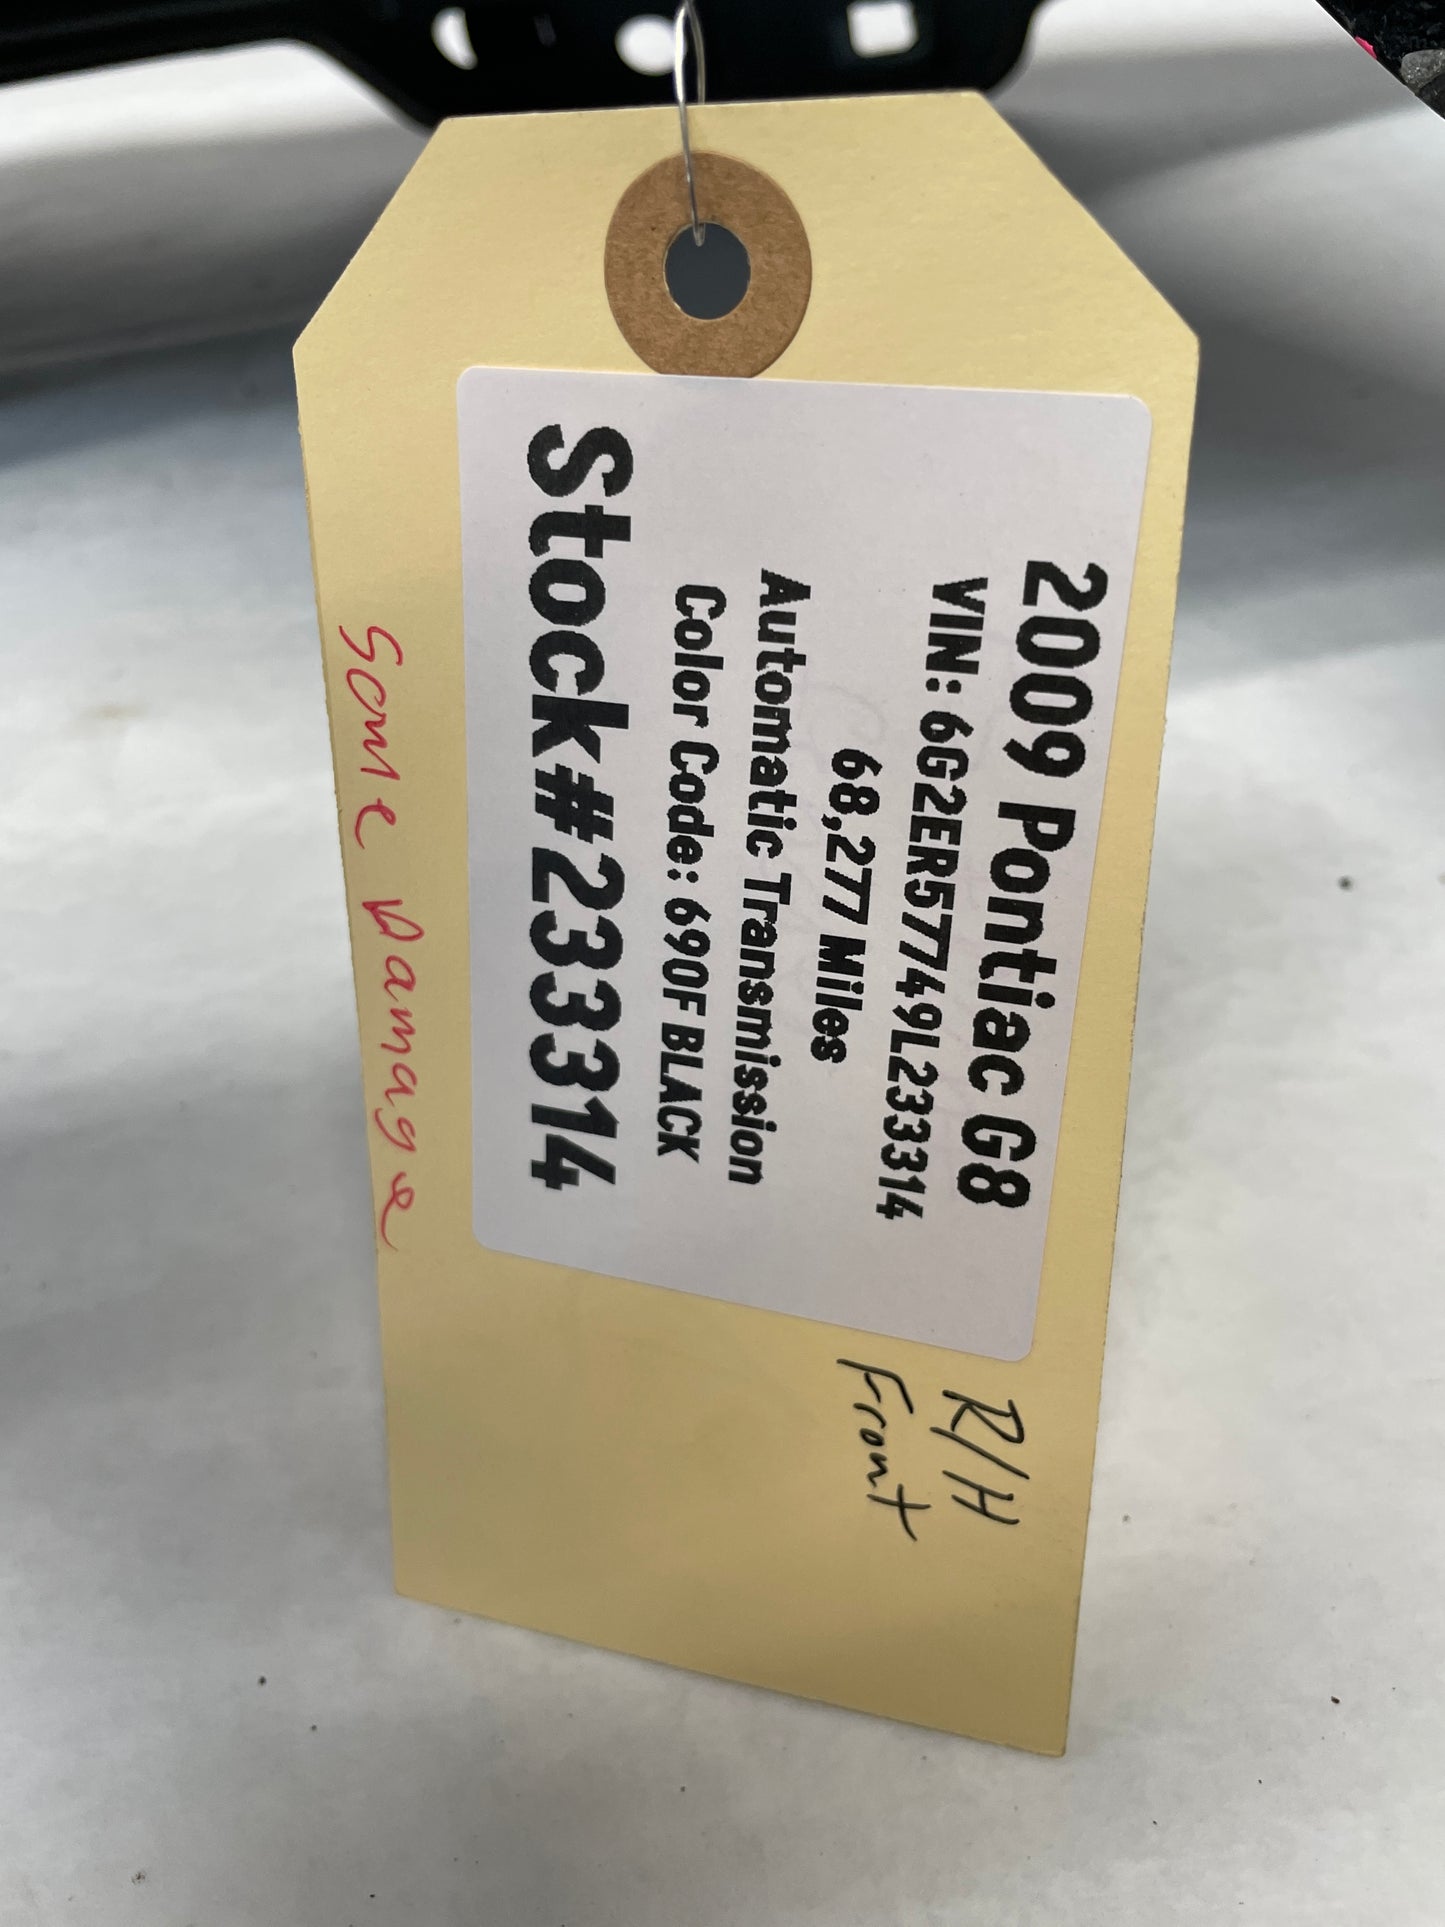 2009 Pontiac G8
VIN: 6G2ER57749L233314
68,277 Miles
Automatic Transmission
Color Code: 690F BLACK
Stock#233314
R/H
Front
Some Damage